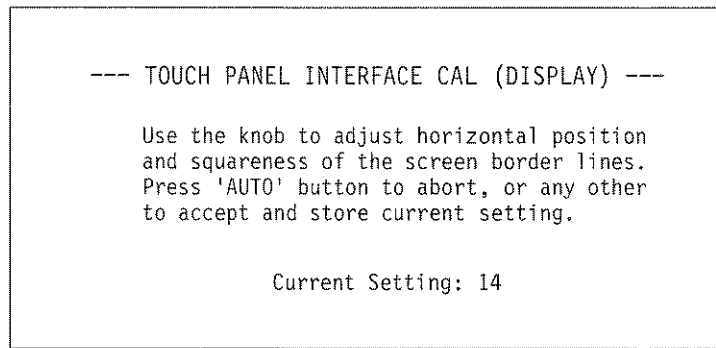 --- TOUCH PANEL INTERFACE CAL (DISPLAY) ---
Use the knob to adjust horizontal position
and squareness of the screen border lines.
Press 'AUTO' button to abort, or any other
to accept and store current setting.
Current Setting: 14